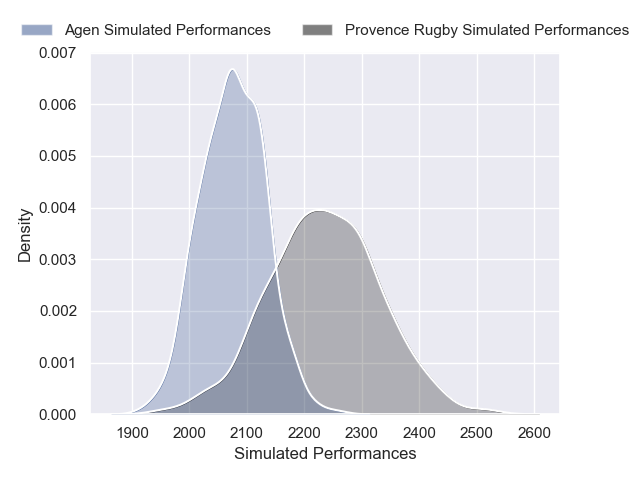 Agen Simulated Performances
Provence Rugby Simulated Performances
0.007
0.006
0.005
0.004
0.003
0.002
0.001
0.000
Density
1900 2000 2100 2200 2300 2400 2500 2600
Simulated Performances